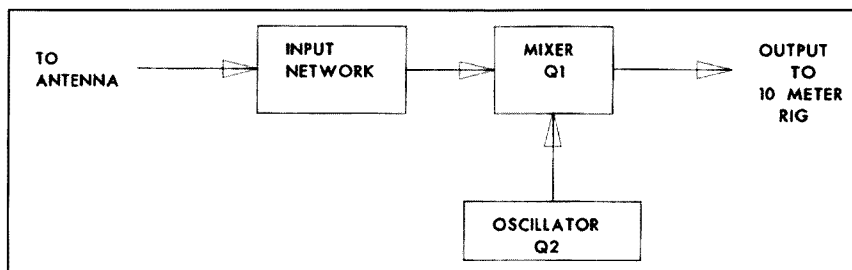 TO
ANTENNA
INPUT
NETWORK
MIXER
Q1
OUTPUT
TO
10 METER
RIG
OSCILLATOR
Q2